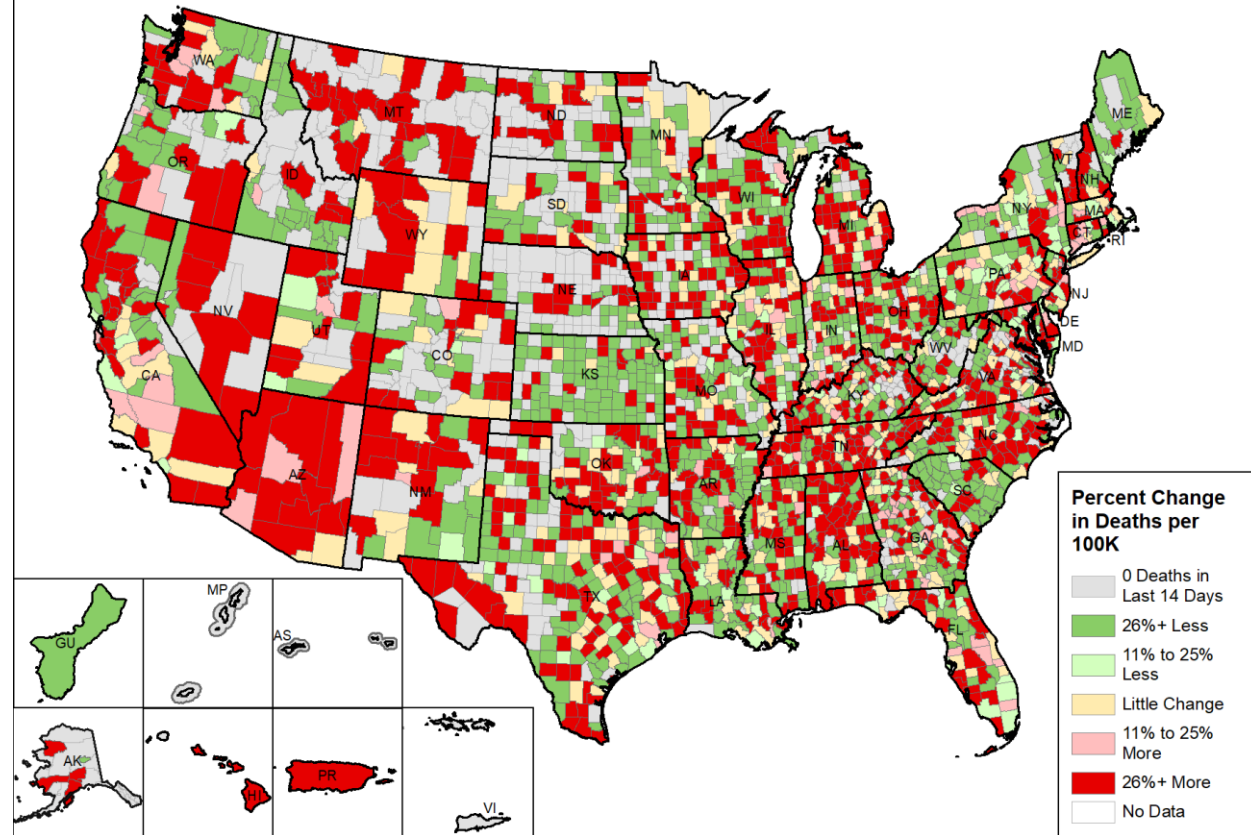 WA
MT
ND
MN
ME
OR
ID
SD
WI
VT
NH
NY
MA
CT
RI
WY
MI
NV
UT
NE
IA
PA
NJ
CO
IL
IN
OH
DE
MD
CA
KS
MO
WV
VA
KY
AZ
NM
OK
AR
TN
NC
SC
TX
LA
MS
AL
GA
FL
GU
MP
AS
AK
HI
PR
VI
Percent Change
in Deaths per
100K
0 Deaths in
Last 14 Days
26%+ Less
11% to 25%
Less
Little Change
11% to 25%
More
26%+ More
No Data